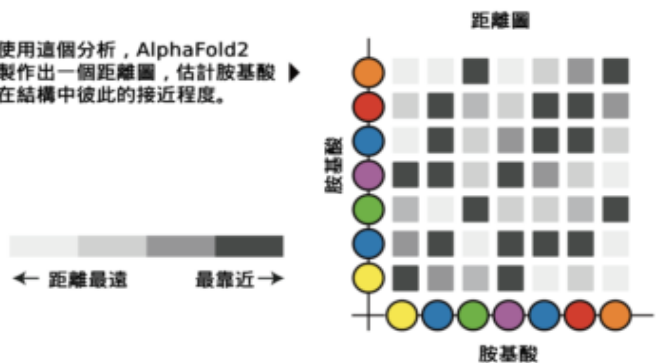 距離圖
使用這個分析，AlphaFold2
製作出一個距離圖，估計胺基酸
在結構中彼此的接近程度。
胺基酸
← 距離最遠
最靠近→
胺基酸